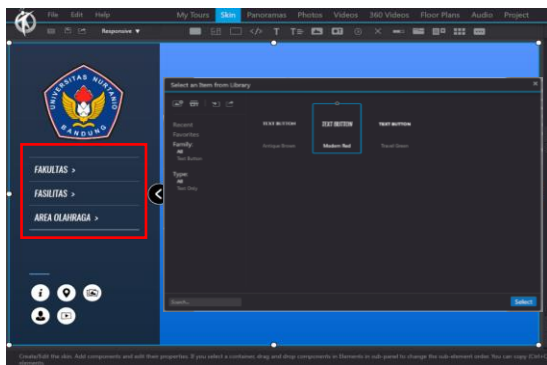 File Edit Help
My Tours Skin Panoramas Photos Videos 360 Videos Floor Plans Audio Project
Responsive ▼
UNIVERSITAS NURTANIO
BANDUNG
FAKULTAS >
FASILITAS >
AREA OLAHRAGA >
Select an Item from Library
Recent
Favorites
Family:
All
Text Button
Type:
All
Text Only
TEXT BUTTON TEXT BUTTON TEXT BUTTON
Antique Brown Modern Red Travel Green
Search...
Select
Create/Edit the skin. Add components and edit their properties. If you select a container, drag and drop components in Elements in sub-panel to change the sub-element order. You can copy (Ctrl+C
elements.